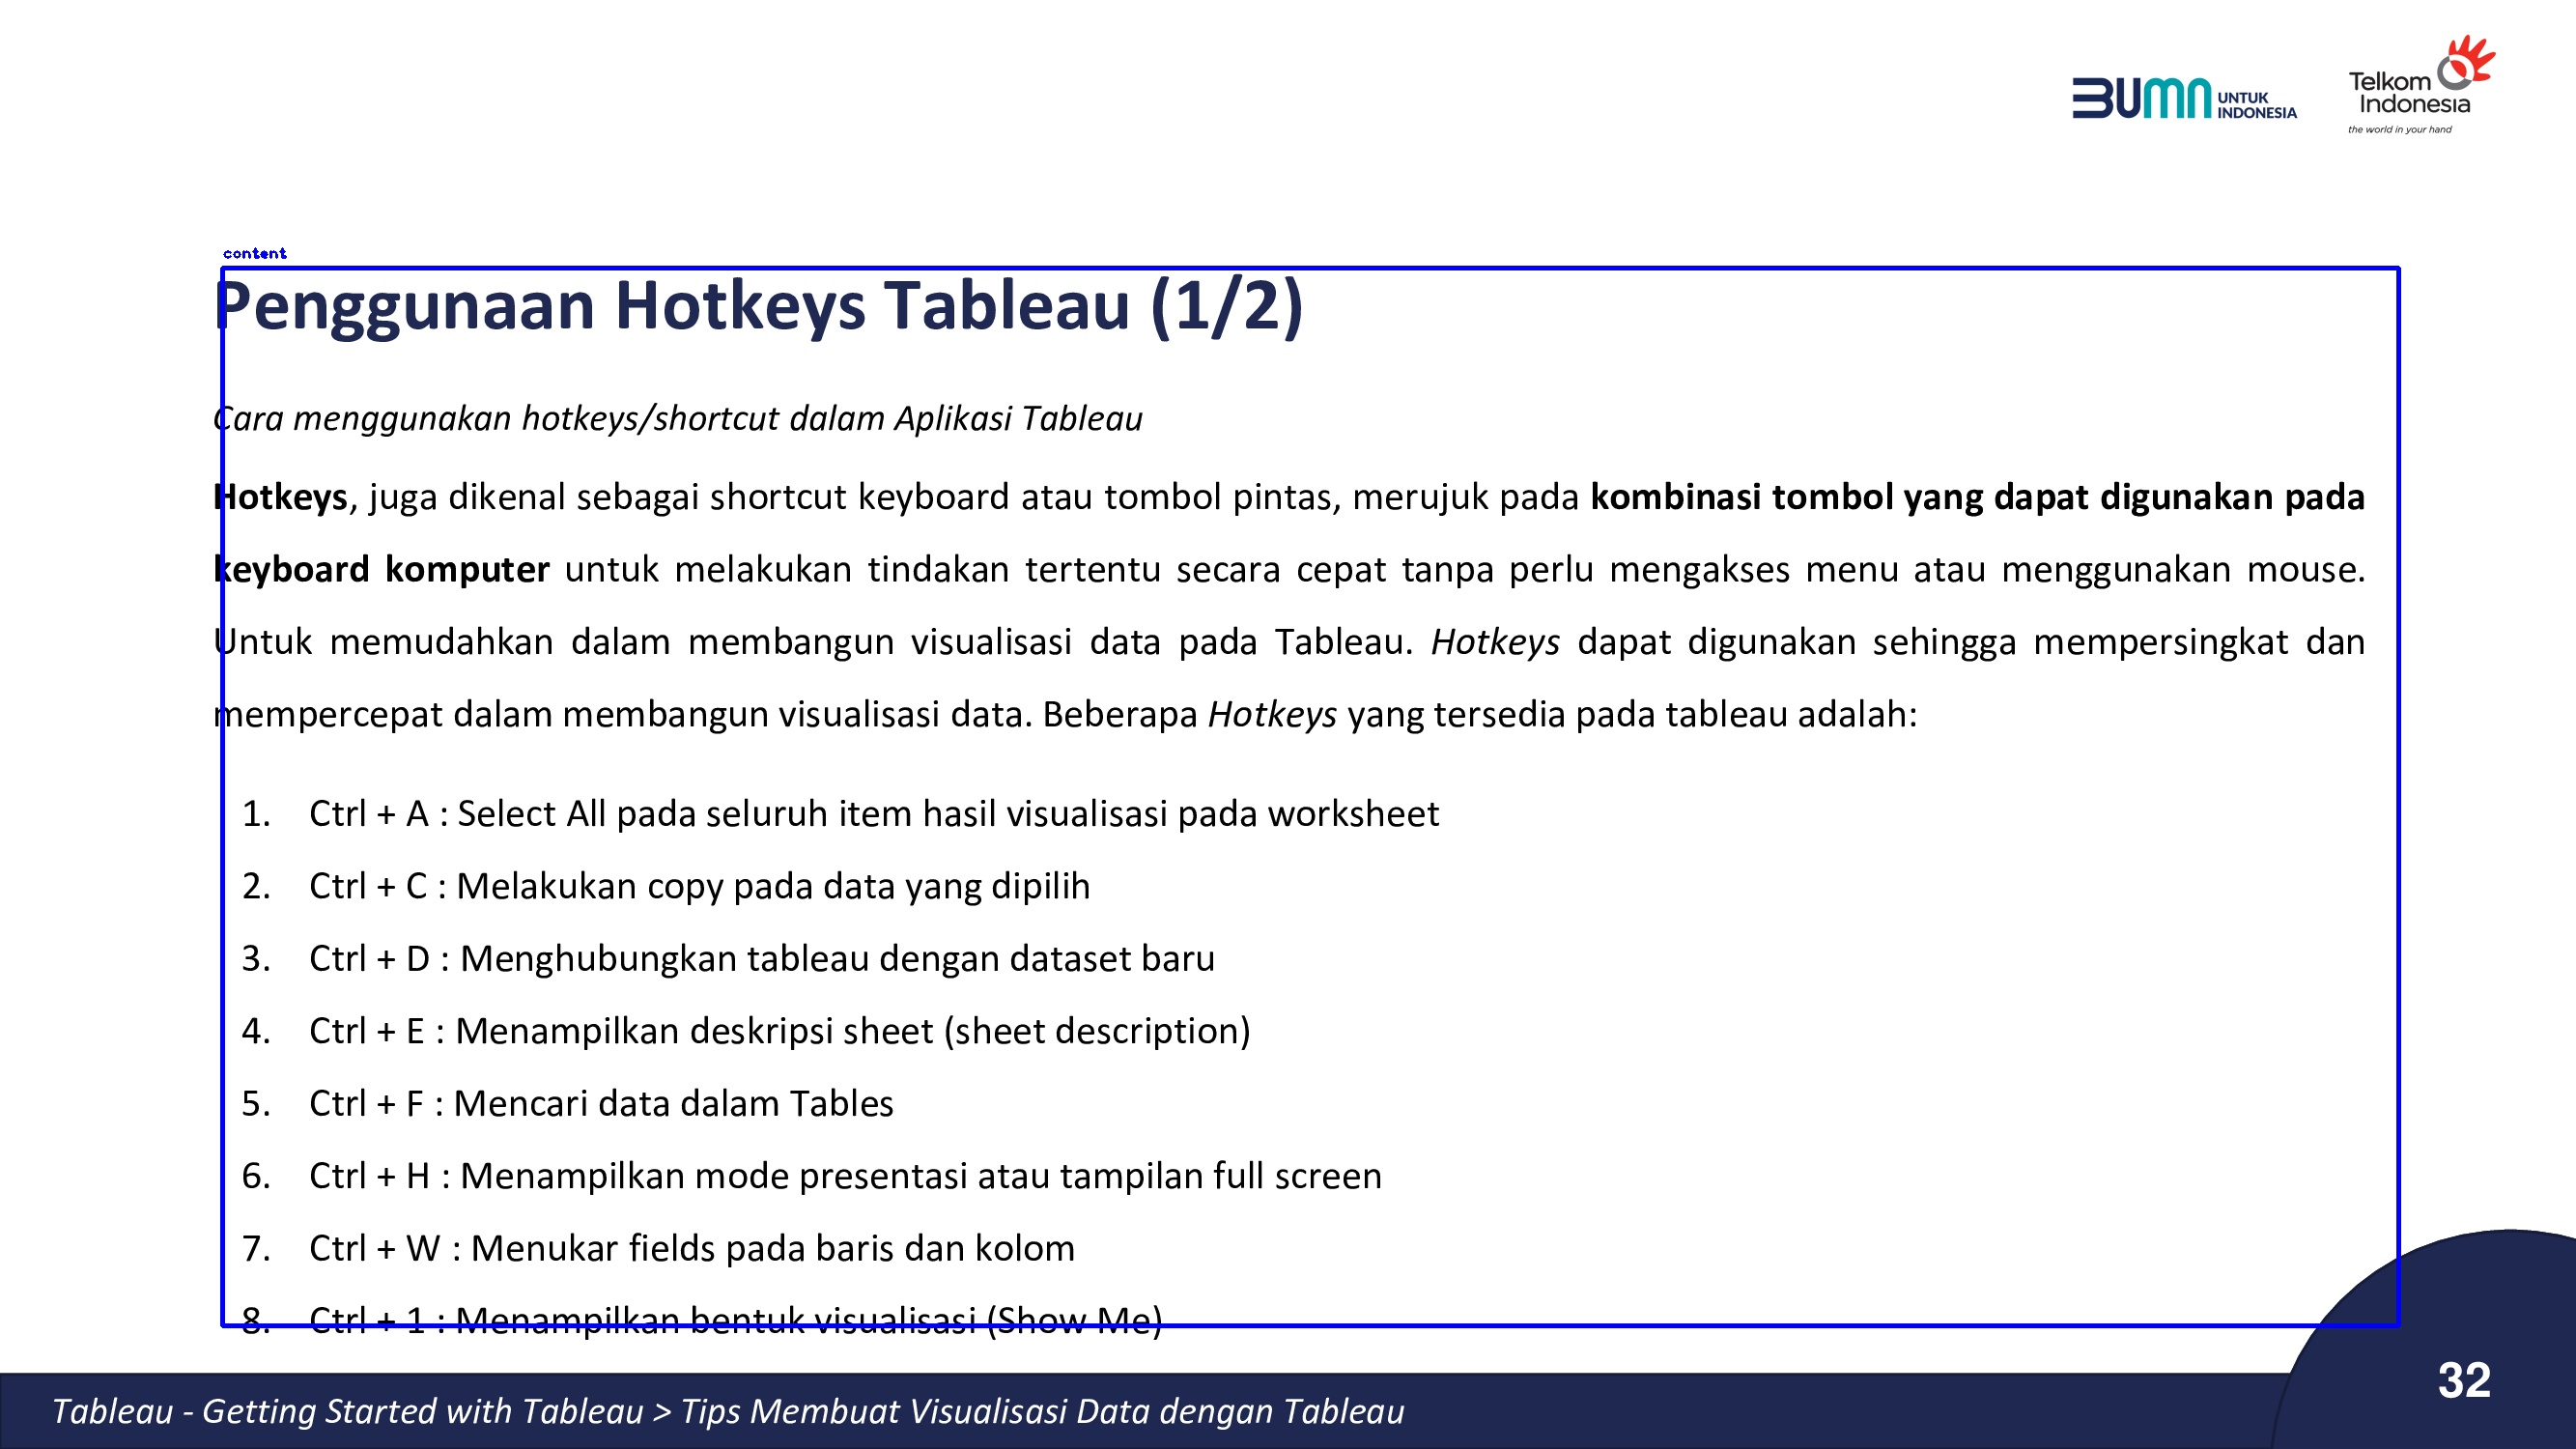 BUMN UNTUK INDONESIA
Telkom Indonesia
the world in your hand
content
Penggunaan Hotkeys Tableau (1/2)
Cara menggunakan hotkeys/shortcut dalam Aplikasi Tableau
Hotkeys, juga dikenal sebagai shortcut keyboard atau tombol pintas, merujuk pada kombinasi tombol yang dapat digunakan pada
keyboard komputer untuk melakukan tindakan tertentu secara cepat tanpa perlu mengakses menu atau menggunakan mouse.
Untuk memudahkan dalam membangun visualisasi data pada Tableau. Hotkeys dapat digunakan sehingga mempersingkat dan
mempercepat dalam membangun visualisasi data. Beberapa Hotkeys yang tersedia pada tableau adalah:
1. Ctrl + A : Select All pada seluruh item hasil visualisasi pada worksheet
2. Ctrl + C : Melakukan copy pada data yang dipilih
3. Ctrl + D : Menghubungkan tableau dengan dataset baru
4. Ctrl + E : Menampilkan deskripsi sheet (sheet description)
5. Ctrl + F : Mencari data dalam Tables
6. Ctrl + H : Menampilkan mode presentasi atau tampilan full screen
7. Ctrl + W : Menukar fields pada baris dan kolom
8. Ctrl + 1 : Menampilkan bentuk visualisasi (Show Me)
Tableau - Getting Started with Tableau > Tips Membuat Visualisasi Data dengan Tableau
32